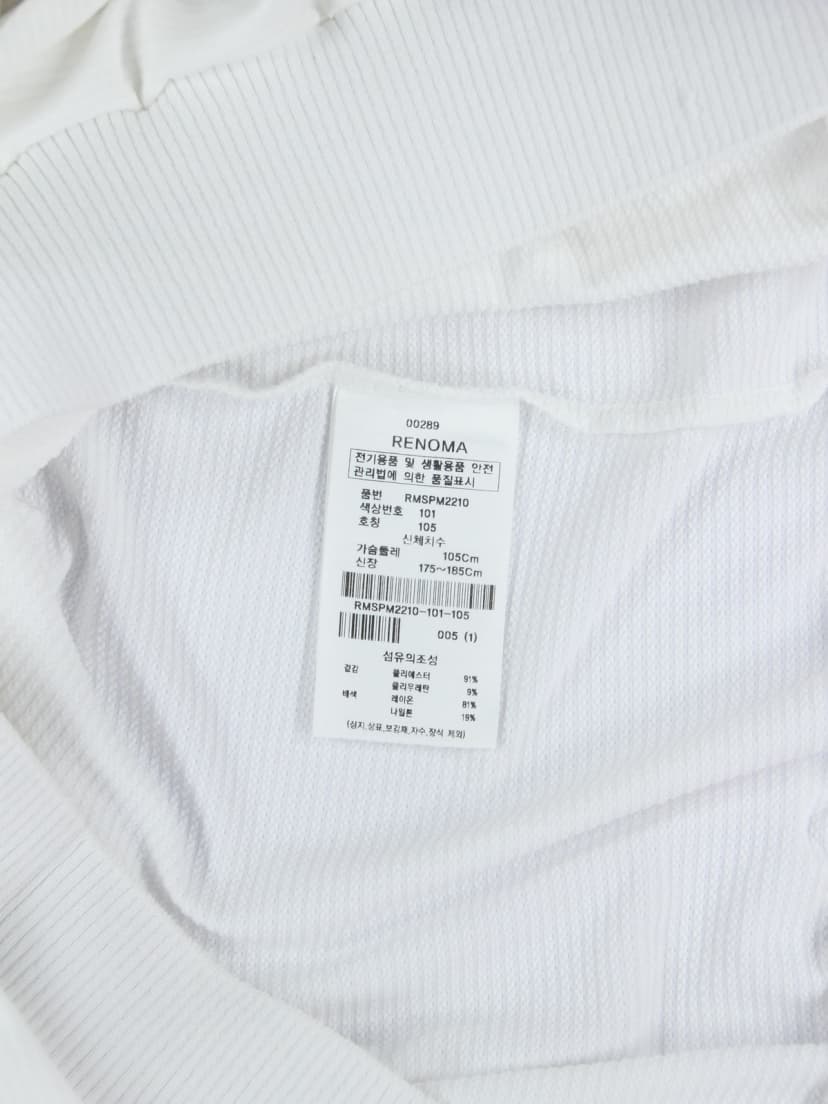 00289
RENOMA
전기용품 및 생활용품 안전
관리법에 의한 품질표시
품번 RMSPM2210
색상번호 101
호칭 105
신체치수
가슴둘레 105Cm
신장 175~185Cm
RMSPM2210-101-105
005 (1)
섬유의조성
겉감 폴리에스터 91%
폴리우레탄 9%
배색 레이온 81%
나일론 19%
(심지,상표,보강재,자수,장식 제외)